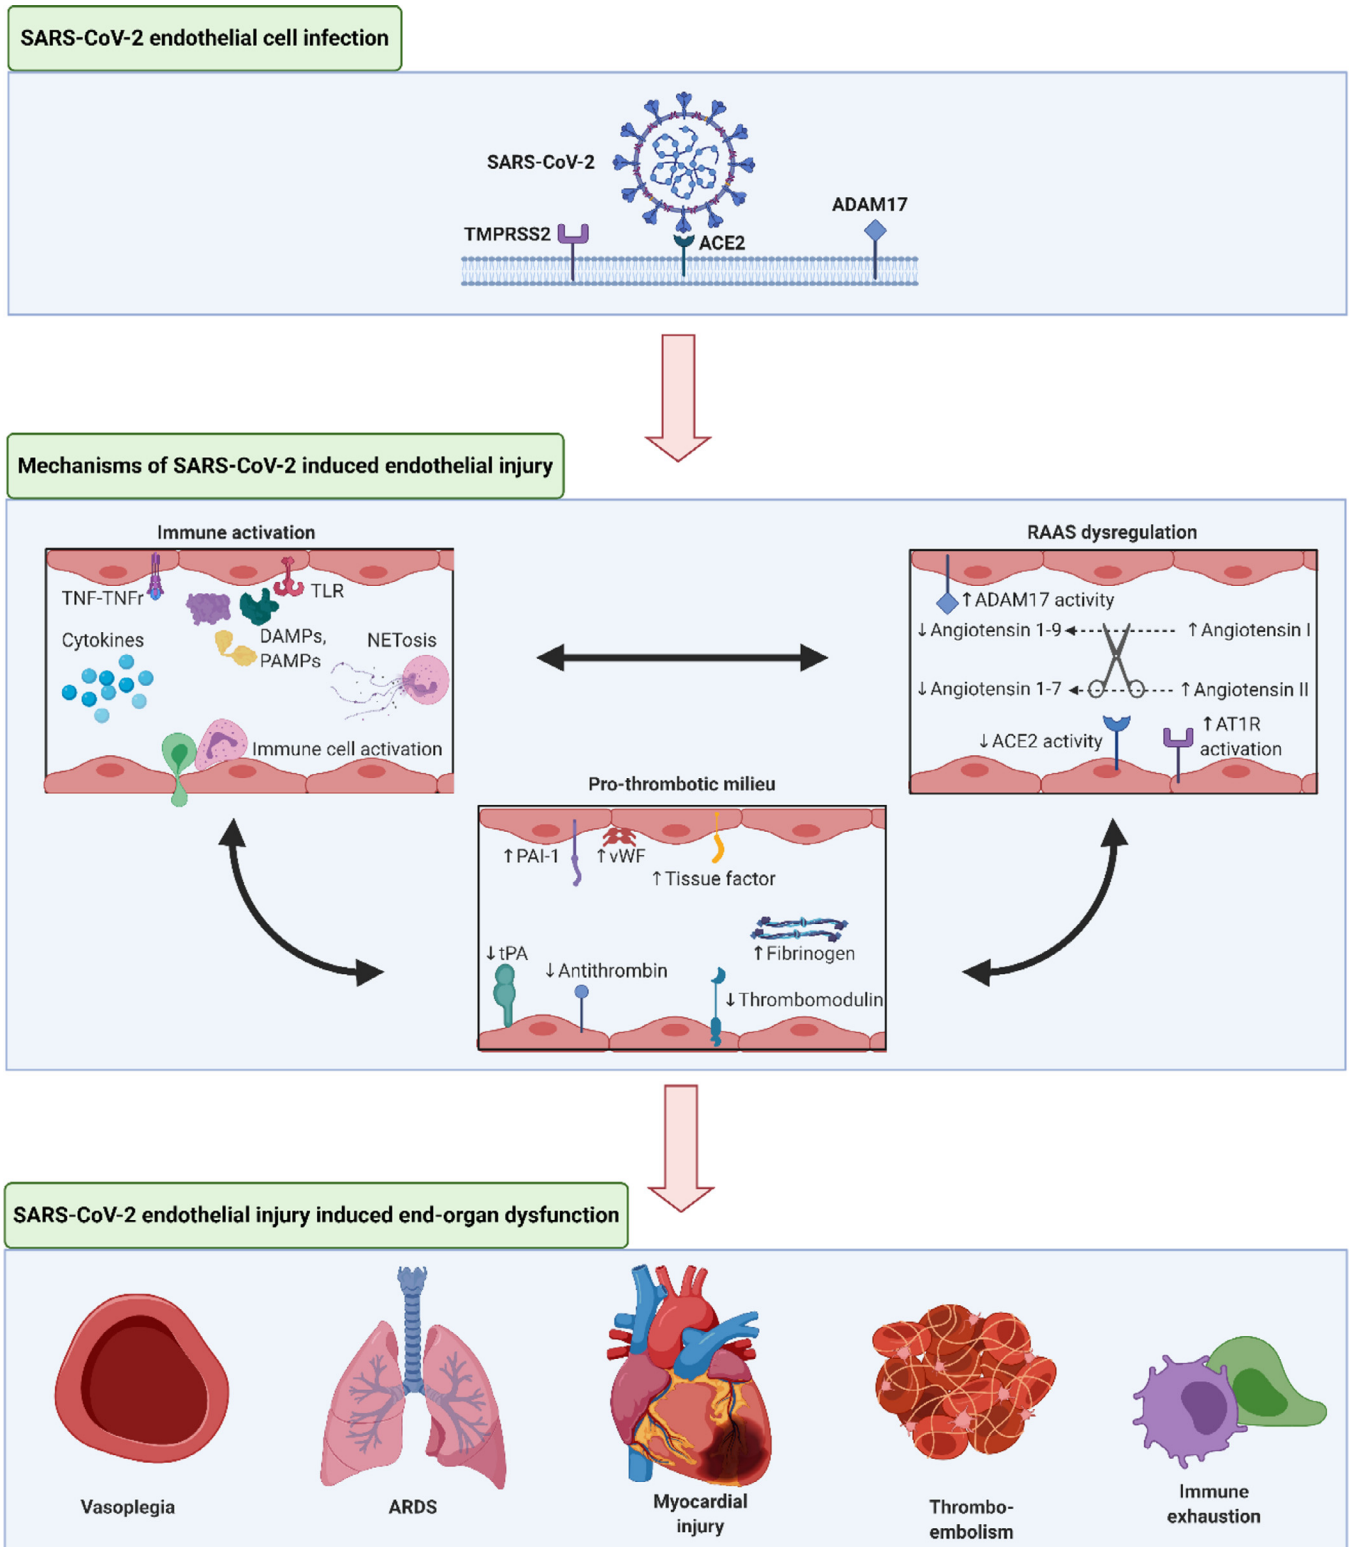 SARS-CoV-2 endothelial cell infection
SARS-CoV-2
ADAM17
TMPRSS2
ACE2
Mechanisms of SARS-CoV-2 induced endothelial injury
Immune activation
TNF-TNFr
TLR
Cytokines
DAMPs,
PAMPs
NETosis
Immune cell activation
RAAS dysregulation
↑ADAM17 activity
↓Angiotensin 1-9
↑Angiotensin I
↓Angiotensin 1-7
↑Angiotensin II
↓ACE2 activity
↑AT1R
activation
Pro-thrombotic milieu
↑PAI-1
↑vWF
↑Tissue factor
↑Fibrinogen
↓tPA
↓Antithrombin
↓Thrombomodulin
SARS-CoV-2 endothelial injury induced end-organ dysfunction
Vasoplegia
ARDS
Myocardial
injury
Thrombo-
embolism
Immune
exhaustion